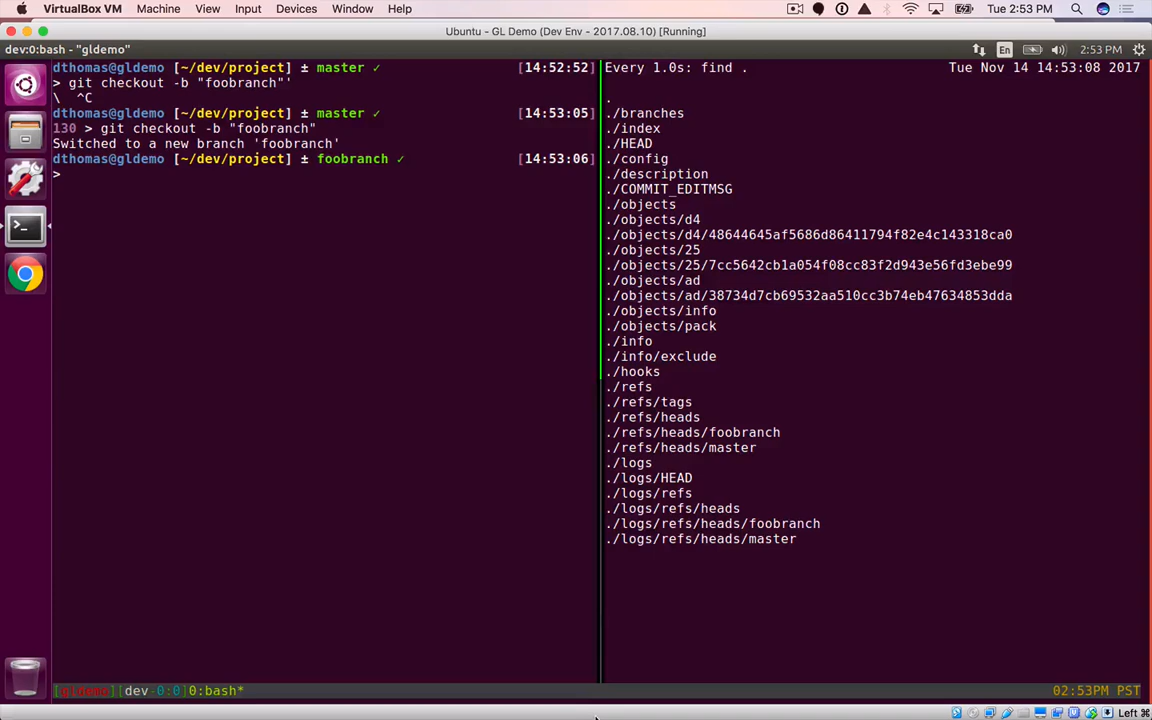 VirtualBox VM Machine View Input Devices Window Help Tue 2:53 PM
Ubuntu - GL Demo (Dev Env - 2017.08.10) [Running]
dev:0:bash - "gldemo" En 2:53 PM
dthomas@gldemo [~/dev/project] ± master ✓ [14:52:52]
> git checkout -b "foobranch"'
\ ^C
dthomas@gldemo [~/dev/project] ± master ✓ [14:53:05]
130 > git checkout -b "foobranch"
Switched to a new branch 'foobranch'
dthomas@gldemo [~/dev/project] ± foobranch ✓ [14:53:06]
>
Every 1.0s: find . Tue Nov 14 14:53:08 2017
.
./branches
./index
./HEAD
./config
./description
./COMMIT_EDITMSG
./objects
./objects/d4
./objects/d4/48644645af5686d86411794f82e4c143318ca0
./objects/25
./objects/25/7cc5642cb1a054f08cc83f2d943e56fd3ebe99
./objects/ad
./objects/ad/38734d7cb69532aa510cc3b74eb47634853dda
./objects/info
./objects/pack
./info
./info/exclude
./hooks
./refs
./refs/tags
./refs/heads
./refs/heads/foobranch
./refs/heads/master
./logs
./logs/HEAD
./logs/refs
./logs/refs/heads
./logs/refs/heads/foobranch
./logs/refs/heads/master
[gldemo][dev-0:0]0:bash* 02:53PM PST
Left ⌘